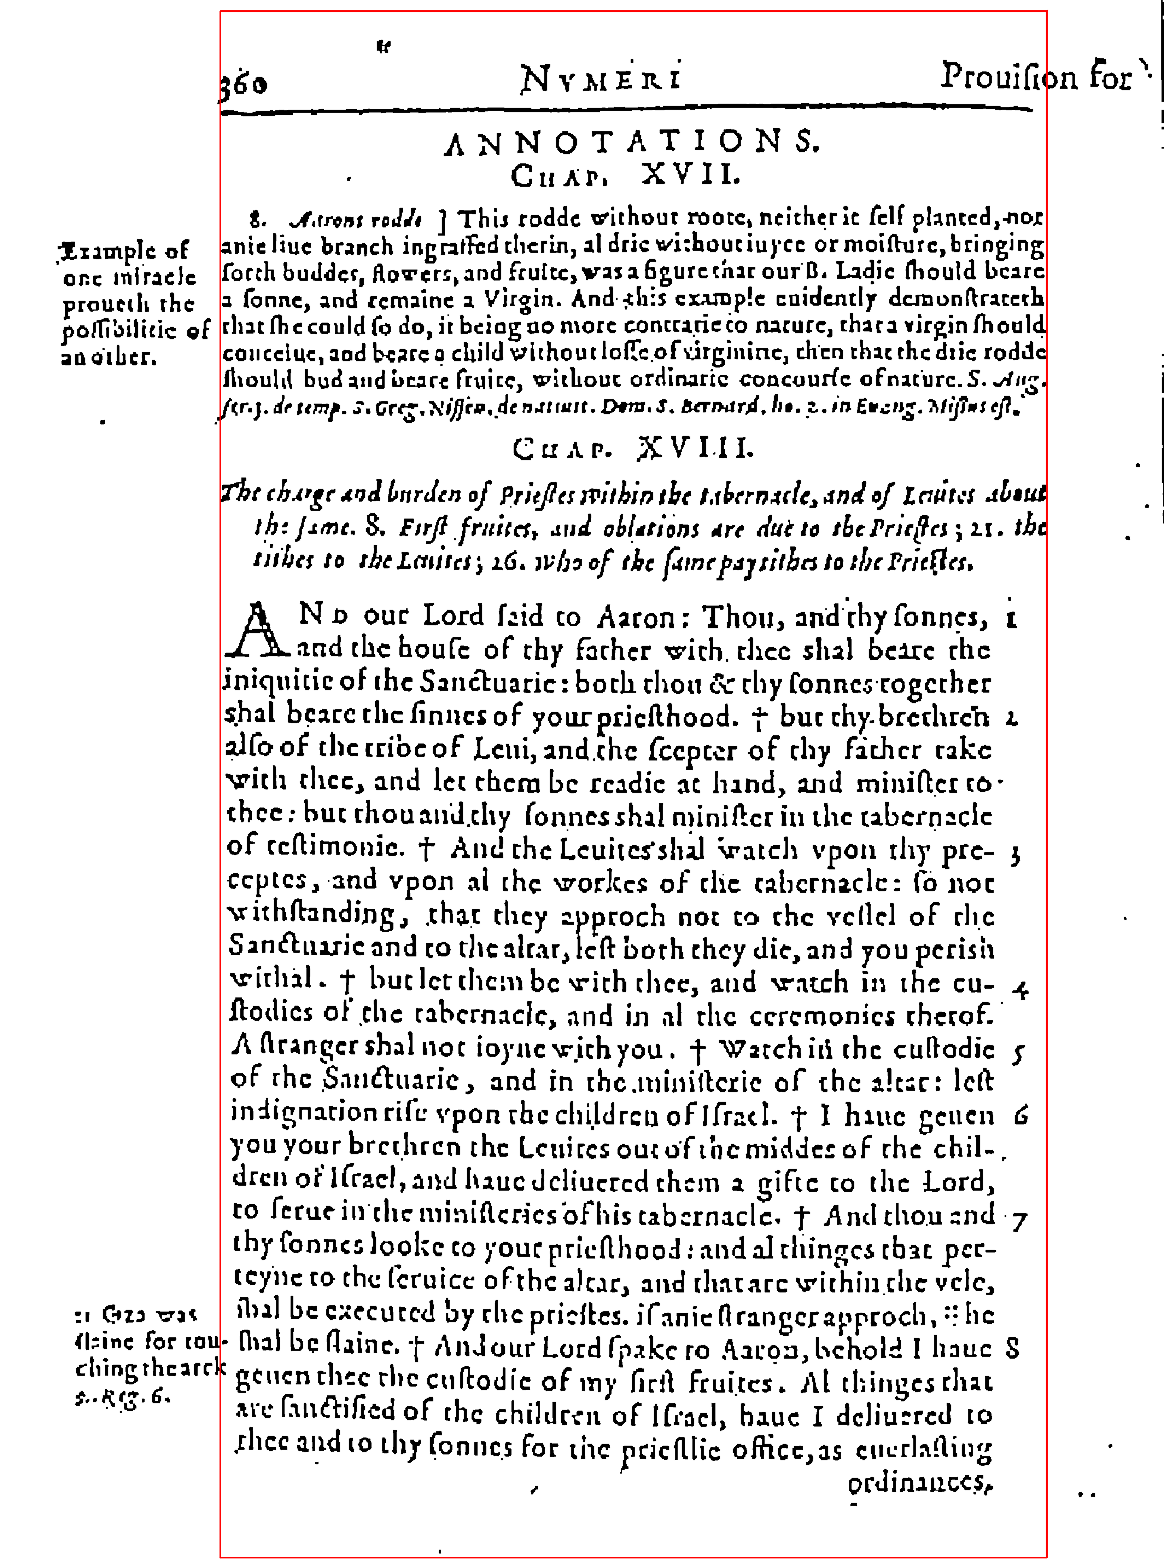 360 NVMERI Prouiſion for
ANNOTATIONS.
CHAP. XVII.
8. Aarons rodde ] This rodde without roote, neither it ſelf planted, nor
anie liue branch ingraffed therin, al drie without iuyce or moiſture, bringing
forth buddes, flowers, and fruite, was a figure that our B. Ladie ſhould beare
a ſonne, and remaine a Virgin. And this example euidently demonſtrateth
that ſhe could ſo do, it being no more contrarie to nature, that a virgin ſhould
conceiue, and beare a child without loſſe of virginitie, then that the drie rodde
ſhould bud and beare fruite, without ordinarie concourſe of nature. S. Aug.
ſer. 3. de temp. S. Greg. Niſſen. de natiuit. Dom. S. Bernard. ho. 2. in Euang. Miſſus eſt.
Example of
one miracle
proueth the
poſſibilitie of
another.
CHAP. XVIII.
The charge and burden of Prieſtes within the tabernacle, and of Leuites about
the ſame. 8. Firſt fruites, and oblations are due to the Prieſtes; 21. the
tithes to the Leuites; 26. who of the ſame pay tithes to the Prieſtes.
AND our Lord ſaid to Aaron: Thou, and thy ſonnes, 1
and the houſe of thy father with thee shal beare the
iniquitie of the Sanctuarie: both thou & thy ſonnes together
shal beare the ſinnes of your prieſthood. † but thy brethren 2
alſo of the tribe of Leui, and the ſcepter of thy father take
with thee, and let them be readie at hand, and miniſter to
thee: but thou and thy ſonnes shal miniſter in the tabernacle
of teſtimonie. † And the Leuites shal watch vpon thy pre- 3
ceptes, and vpon al the workes of the tabernacle: ſo not
withſtanding, that they approch not to the veſſel of the
Sanctuarie and to the altar, leſt both they die, and you perish
withal. † but let them be with thee, and watch in the cu- 4
ſtodies of the tabernacle, and in al the ceremonies therof.
A ſtranger shal not ioyne with you. † Watch in the cuſtodie 5
of the Sanctuarie, and in the miniſterie of the altar: leſt
indignation riſe vpon the children of Iſrael. † I haue geuen 6
you your brethren the Leuites out of the middes of the chil-
dren of Iſrael, and haue deliuered them a gifte to the Lord,
to ſerue in the miniſteries of his tabernacle. † And thou and 7
thy ſonnes looke to your prieſthood: and al thinges that per-
teyne to the ſeruice of the altar, and that are within the vele,
ſhal be executed by the prieſtes. if anie ſtranger approch, :: he
ſhal be ſlaine. † And our Lord ſpake to Aaron, behold I haue 8
geuen thee the cuſtodie of my firſt fruites. Al thinges that
are ſanctified of the children of Iſrael, haue I deliuered to
thee and to thy ſonnes for the prieſtlie office, as euerlaſting
ordinances,
:: Oza was
ſlaine for tou-
ching the arck
2. Reg. 6.